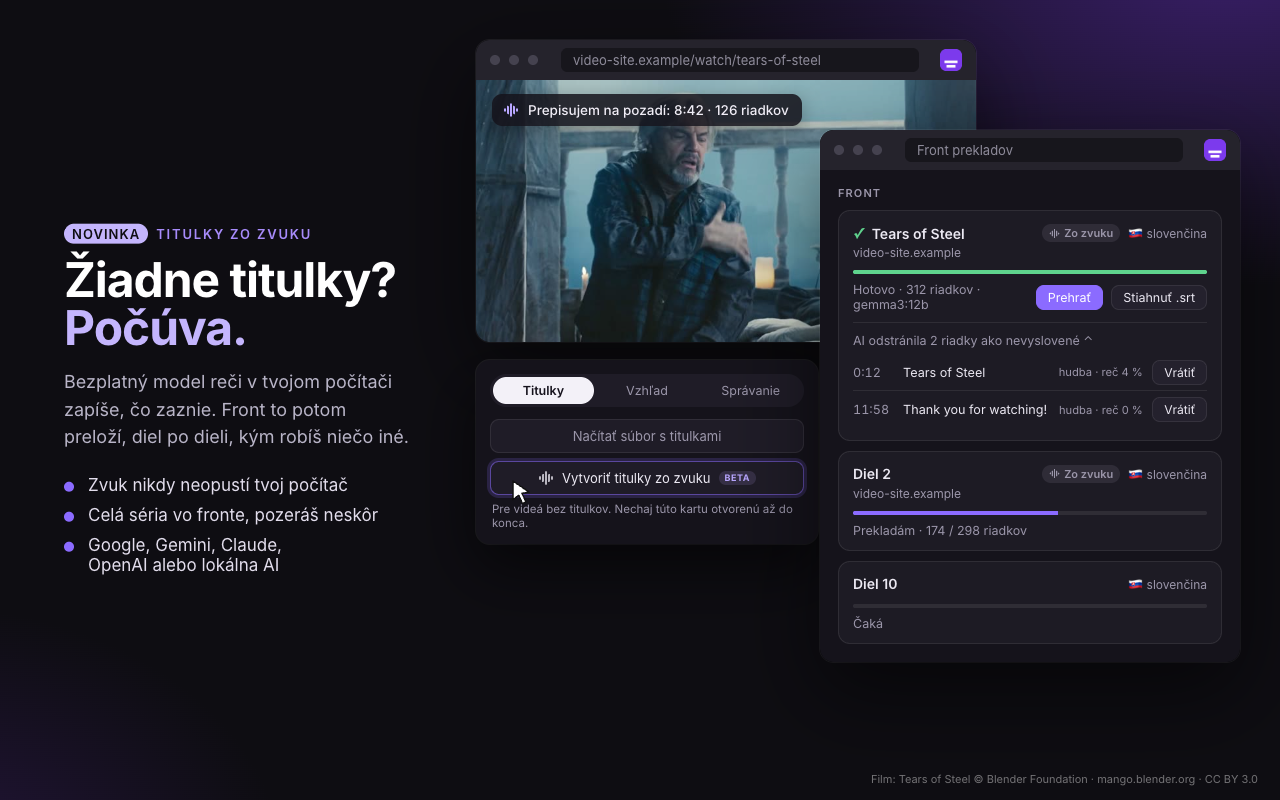 NOVINKA TITULKY ZO ZVUKU
Žiadne titulky?
Počúva.
Bezplatný model reči v tvojom počítači
zapíše, čo zaznie. Front to potom
preloží, diel po dieli, kým robíš niečo iné.
Zvuk nikdy neopustí tvoj počítač
Celá séria vo fronte, pozeráš neskôr
Google, Gemini, Claude,
OpenAI alebo lokálna AI
video-site.example/watch/tears-of-steel
Prepisujem na pozadí: 8:42 · 126 riadkov
Titulky Vzhľad Správanie
Načítať súbor s titulkami
Vytvoriť titulky zo zvuku BETA
Pre videá bez titulkov. Nechaj túto kartu otvorenú až do
konca.
Front prekladov
FRONT
✓ Tears of Steel Zo zvuku slovenčina
video-site.example
Hotovo · 312 riadkov ·
gemma3:12b
Prehrať Stiahnuť .srt
AI odstránila 2 riadky ako nevyslovené ^
0:12 Tears of Steel hudba · reč 4 % Vrátiť
11:58 Thank you for watching! hudba · reč 0 % Vrátiť
Diel 2 Zo zvuku slovenčina
video-site.example
Prekladám · 174 / 298 riadkov
Diel 10 slovenčina
Čaká
Film: Tears of Steel © Blender Foundation · mango.blender.org · CC BY 3.0